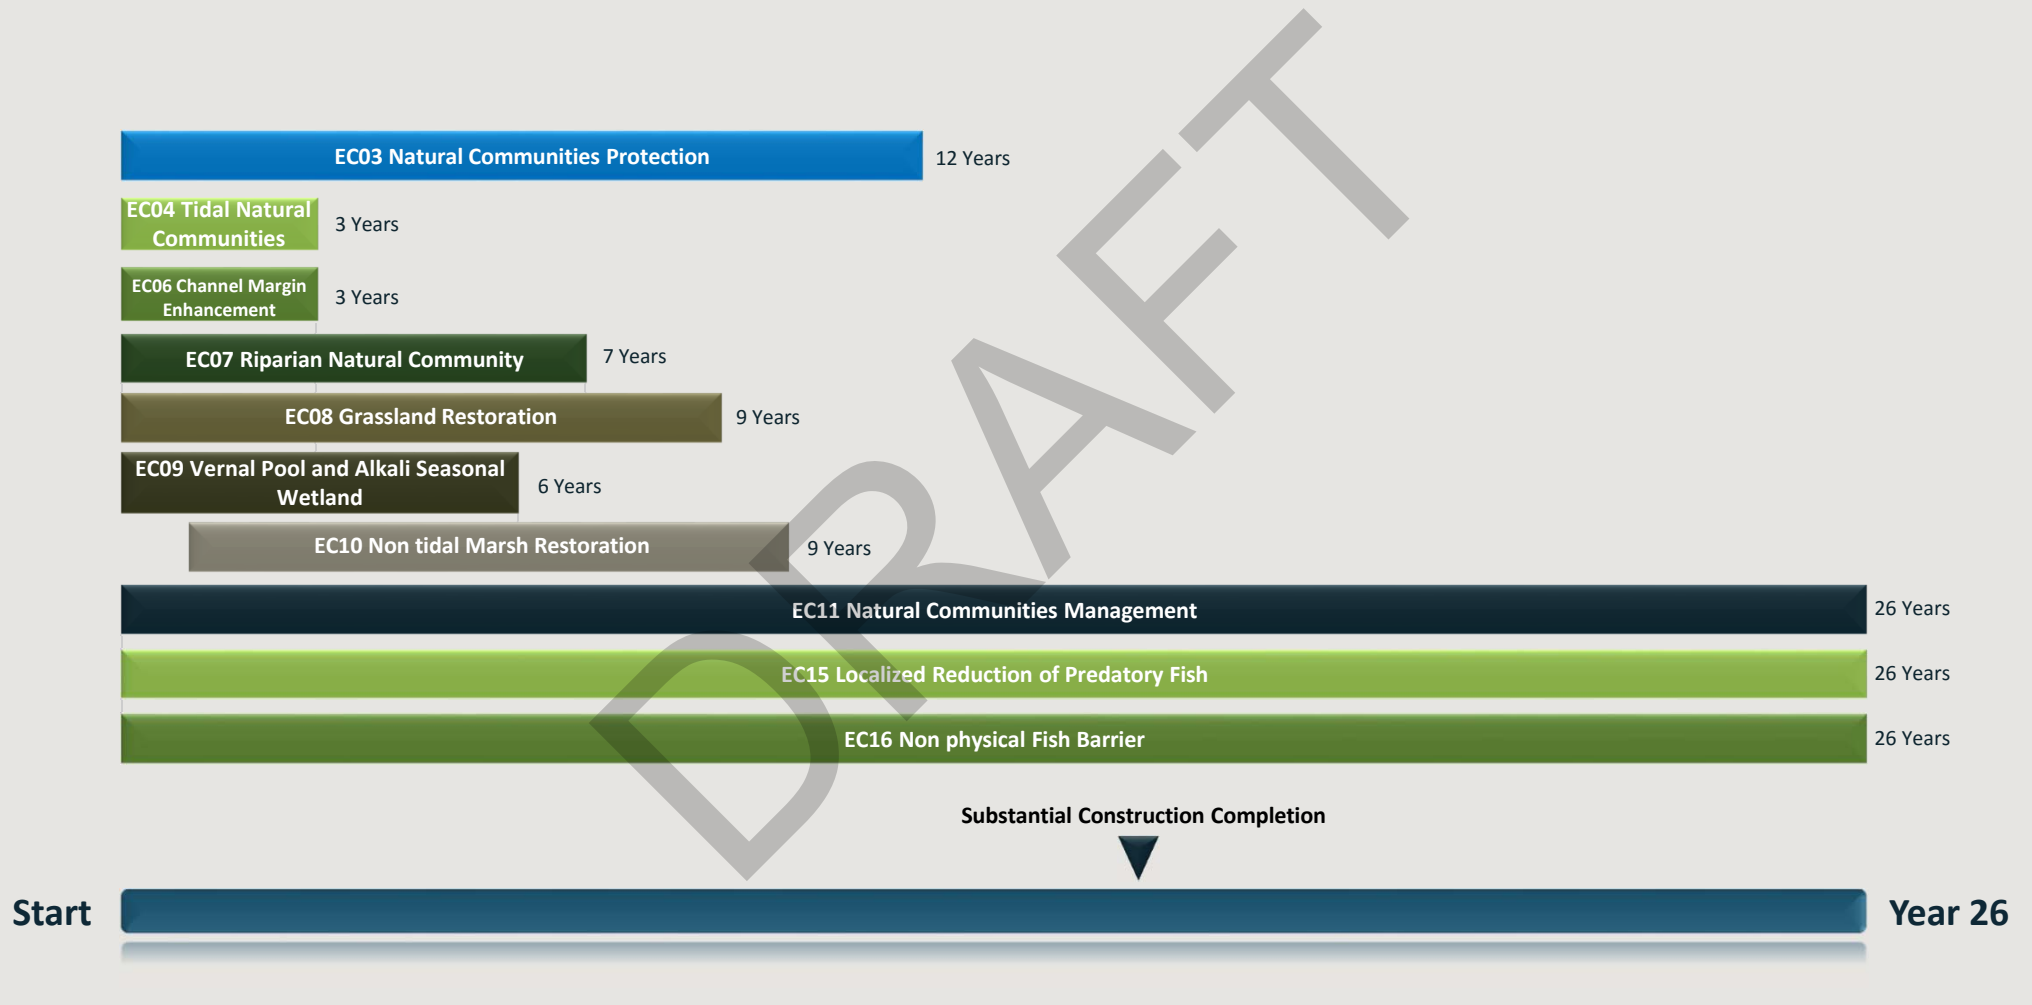 EC03 Natural Communities Protection
12 Years
EC04 Tidal Natural
Communities
3 Years
EC06 Channel Margin
Enhancement
3 Years
EC07 Riparian Natural Community
7 Years
EC08 Grassland Restoration
9 Years
EC09 Vernal Pool and Alkali Seasonal
Wetland
6 Years
EC10 Non tidal Marsh Restoration
9 Years
EC11 Natural Communities Management
26 Years
EC15 Localized Reduction of Predatory Fish
26 Years
EC16 Non physical Fish Barrier
26 Years
Substantial Construction Completion
Start
Year 26
DRAFT